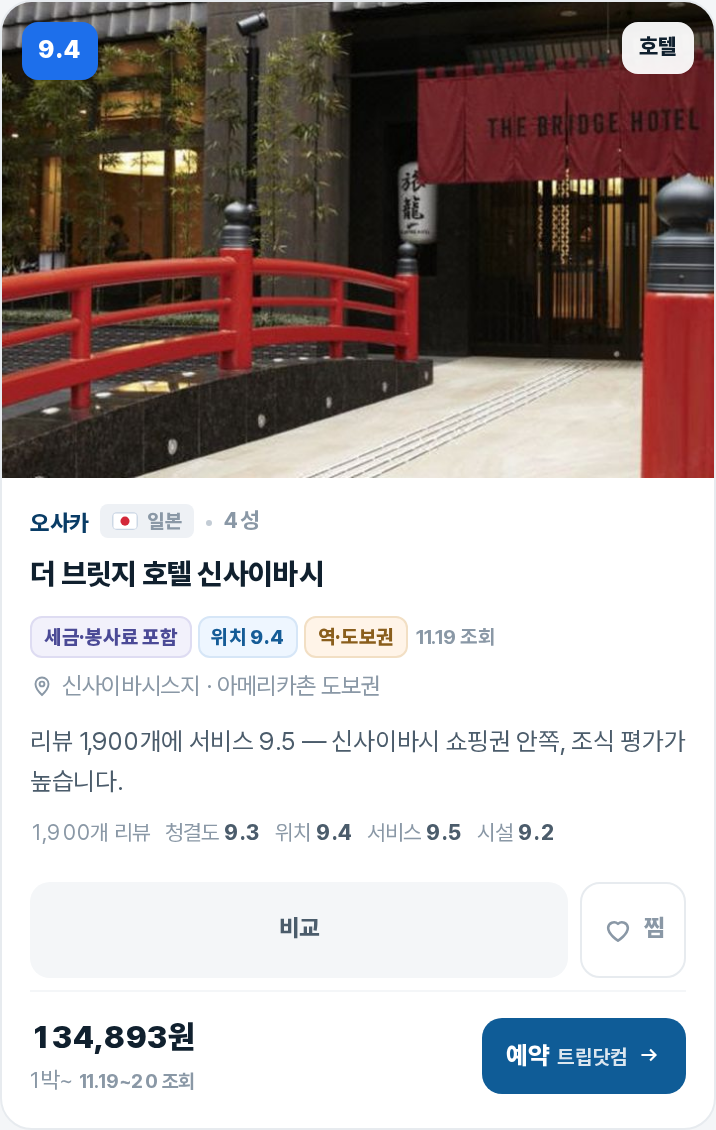 9.4
호텔
THE BRIDGE HOTEL
旅龍
오사카 일본 • 4성
더 브릿지 호텔 신사이바시
세금·봉사료 포함 위치 9.4 역·도보권 11.19 조회
신사이바시스지 · 아메리카촌 도보권
리뷰 1,900개에 서비스 9.5 — 신사이바시 쇼핑권 안쪽, 조식 평가가
높습니다.
1,900개 리뷰 청결도 9.3 위치 9.4 서비스 9.5 시설 9.2
비교
찜
134,893원
1박~ 11.19~20 조회
예약 트립닷컴 →